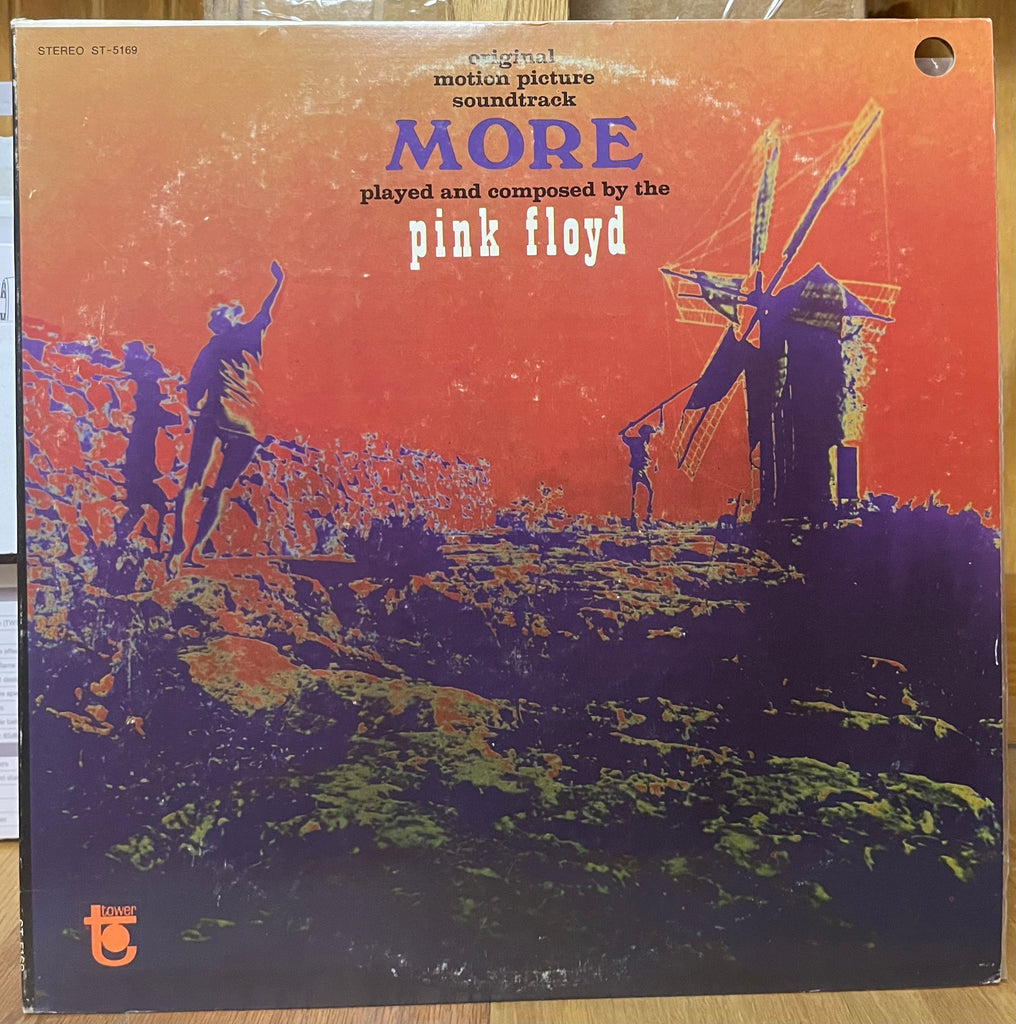 STEREO ST-5169
original
motion picture
soundtrack
MORE
played and composed by the
pink floyd
tower